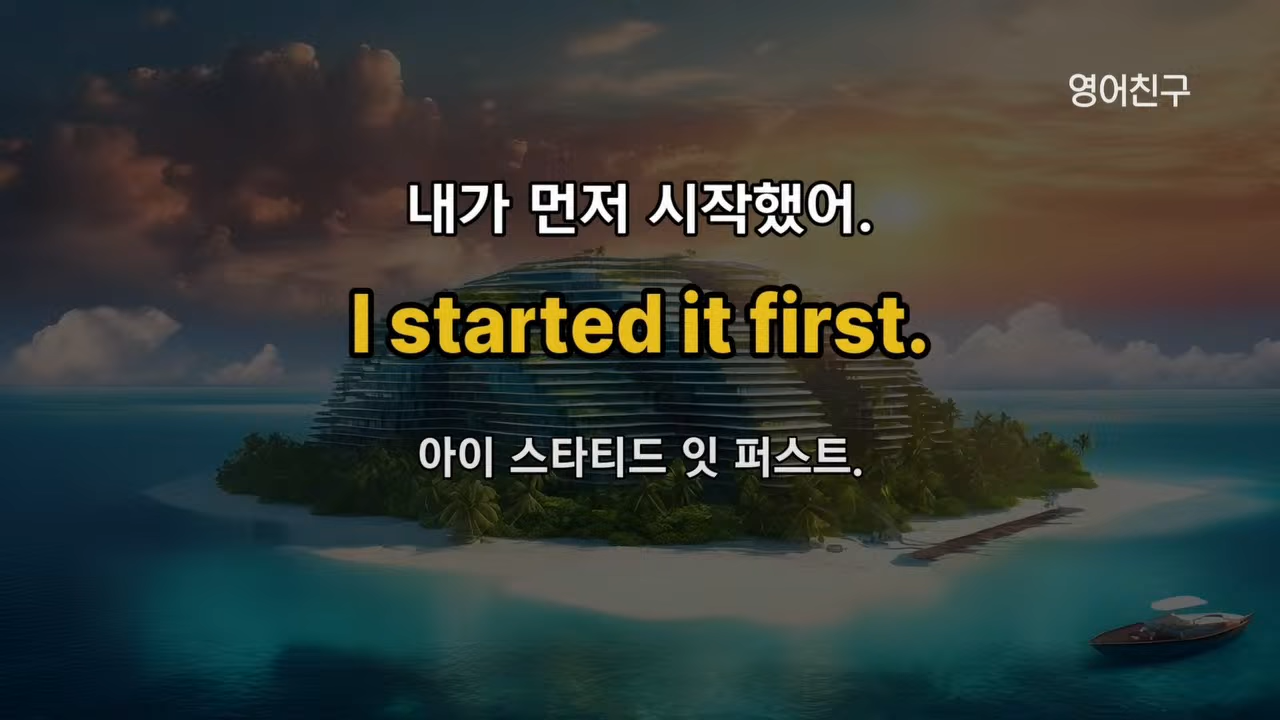 영어친구
내가 먼저 시작했어.
I started it first.
아이 스타티드 잇 퍼스트.